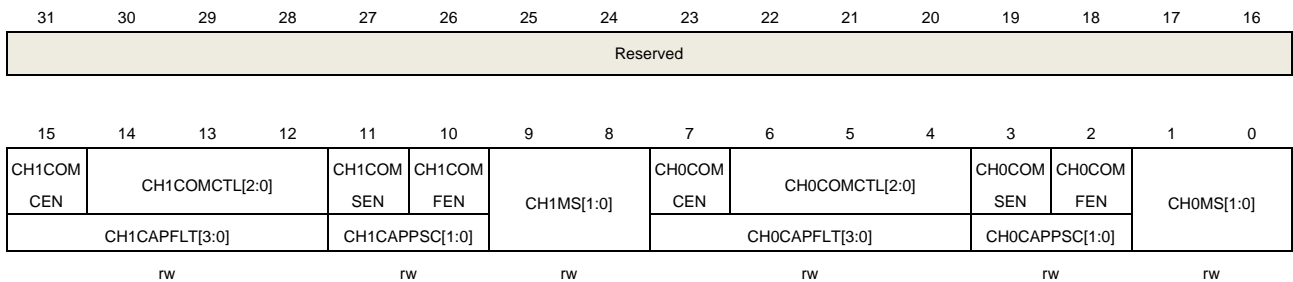 31 30 29 28 27 26 25 24 23 22 21 20 19 18 17 16
Reserved
15 14 13 12 11 10 9 8 7 6 5 4 3 2 1 0
CH1COM CEN CH1COMCTL[2:0] CH1COM SEN CH1COM FEN CH1MS[1:0] CH0COM CEN CH0COMCTL[2:0] CH0COM SEN CH0COM FEN CH0MS[1:0]
CH1CAPFLT[3:0] CH1CAPPSC[1:0] CH0CAPFLT[3:0] CH0CAPPSC[1:0]
rw rw rw rw rw rw